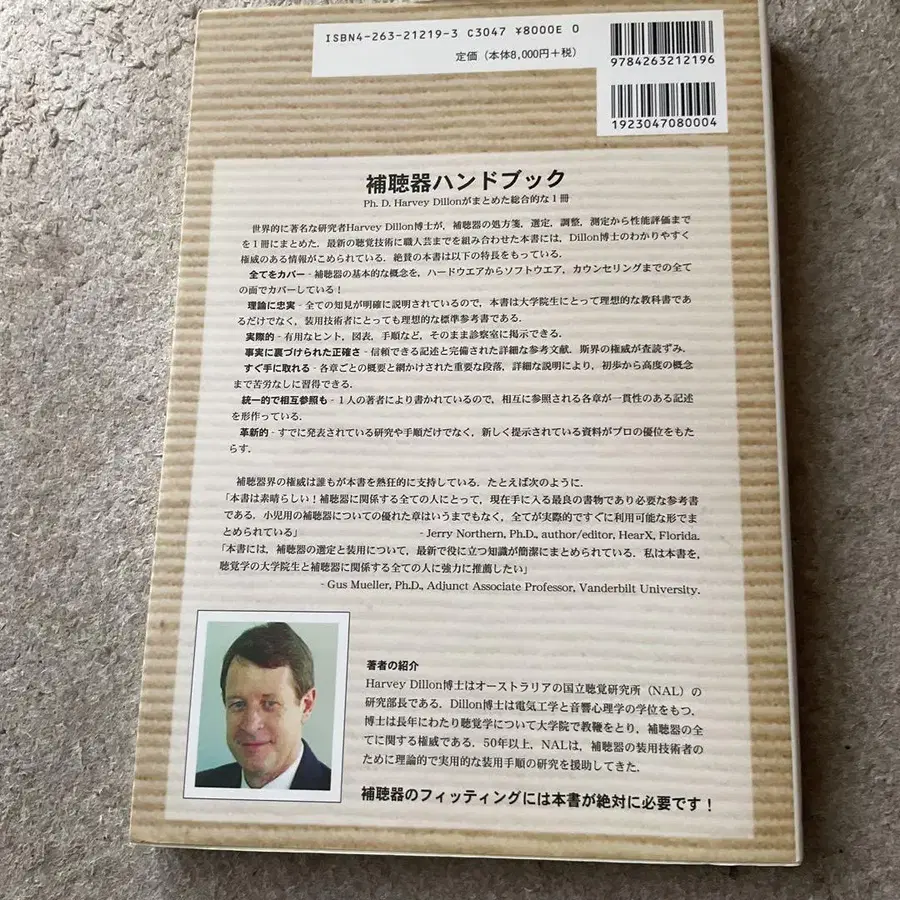 ISBN4-263-21219-3 C3047 ¥8000E 0
定価（本体8,000円+税）
9784263212196
1923047080004
補聴器ハンドブック
Ph. D. Harvey Dillonがまとめた総合的な1冊
世界的に著名な研究者Harvey Dillon博士が，補聴器の処方箋，選定，調整，測定から性能評価まで
を1冊にまとめた．最新の聴覚技術に職人芸までを組み合わせた本書には，Dillon博士のわかりやすく
権威のある情報がこめられている．絶賛の本書は以下の特長をもっている．
全てをカバー - 補聴器の基本的な概念を，ハードウエアからソフトウエア，カウンセリングまでの全て
の面でカバーしている！
理論に忠実 - 全ての知見が明確に説明されているので，本書は大学院生にとって理想的な教科書であ
るだけでなく，装用技術者にとっても理想的な標準参考書である．
実際的 - 有用なヒント，図表，手順など，そのまま診察室に掲示できる．
事実に裏づけられた正確さ - 信頼できる記述と完備された詳細な参考文献．斯界の権威が査読ずみ．
すぐ手に取れる - 各章ごとの概要と網かけされた重要な段落，詳細な説明により，初歩から高度の概念
まで苦労なしに習得できる．
統一的で相互参照も - 1人の著者により書かれているので，相互に参照される各章が一貫性のある記述
を形作っている．
革新的 - すでに発表されている研究や手順だけでなく，新しく提示されている資料がプロの優位をもた
らす．
補聴器界の権威は誰もが本書を熱狂的に支持している．たとえば次のように．
「本書は素晴らしい！補聴器に関係する全ての人にとって，現在手に入る最良の書物であり必要な参考書
である．小児用の補聴器についての優れた章はいうまでもなく，全てが実際的ですぐに利用可能な形でま
とめられている」 - Jerry Northern, Ph.D., author/editor, HearX, Florida.
「本書には，補聴器の選定と装用について，最新で役に立つ知識が簡潔にまとめられている．私は本書を，
聴覚学の大学院生と補聴器に関係する全ての人に強力に推薦したい」
- Gus Mueller, Ph.D., Adjunct Associate Professor, Vanderbilt University.
著者の紹介
Harvey Dillon博士はオーストラリアの国立聴覚研究所（NAL）の
研究部長である．Dillon博士は電気工学と音響心理学の学位をもつ．
博士は長年にわたり聴覚学について大学院で教鞭をとり，補聴器の全
てに関する権威である．50年以上，NALは，補聴器の装用技術者の
ために理論的で実用的な装用手順の研究を援助してきた．
補聴器のフィッティングには本書が絶対に必要です！